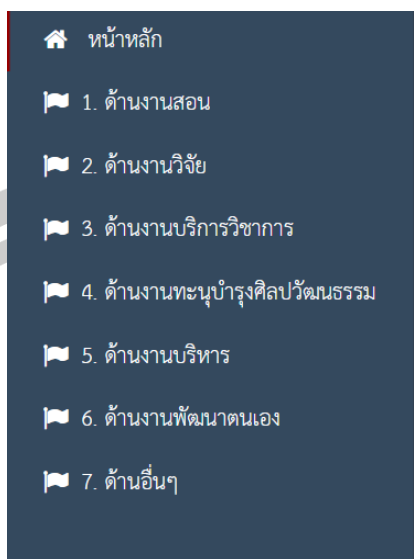 หน้าหลัก
1. ด้านงานสอน
2. ด้านงานวิจัย
3. ด้านงานบริการวิชาการ
4. ด้านงานทะนุบำรุงศิลปวัฒนธรรม
5. ด้านงานบริหาร
6. ด้านงานพัฒนาตนเอง
7. ด้านอื่นๆ